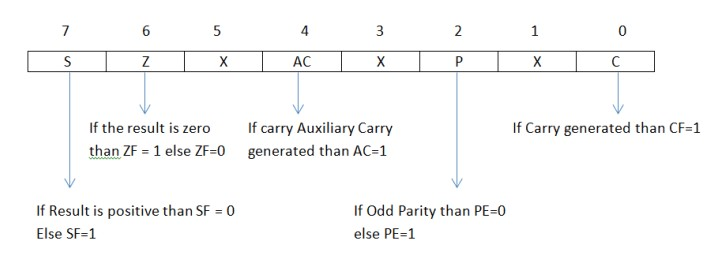 7 6 5 4 3 2 1 0
S Z X AC X P X C
If the result is zero
than ZF = 1 else ZF=0
If carry Auxiliary Carry
generated than AC=1
If Carry generated than CF=1
If Result is positive than SF = 0
Else SF=1
If Odd Parity than PE=0
else PE=1